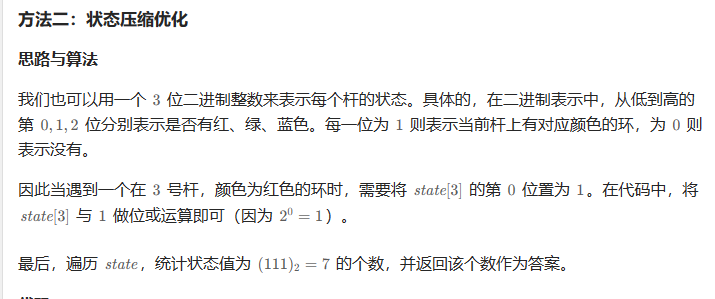 方法二：状态压缩优化
思路与算法
我们也可以用一个 3 位二进制整数来表示每个杆的状态。具体的，在二进制表示中，从低到高的
第 0, 1, 2 位分别表示是否有红、绿、蓝色。每一位为 1 则表示当前杆上有对应颜色的环，为 0 则
表示没有。
因此当遇到一个在 3 号杆，颜色为红色的环时，需要将 state[3] 的第 0 位置为 1。在代码中，将
state[3] 与 1 做位或运算即可（因为 2⁰ = 1）。
最后，遍历 state，统计状态值为 (111)₂ = 7 的个数，并返回该个数作为答案。